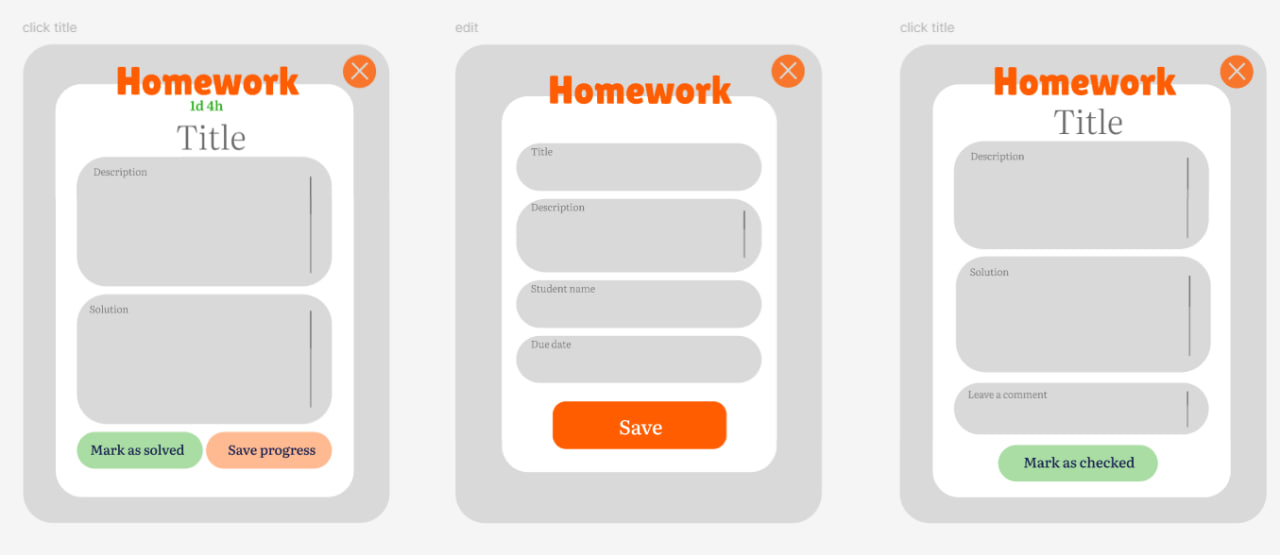 click title
Homework
1d 4h
Title
Description
Solution
Mark as solved
Save progress
edit
Homework
Title
Description
Student name
Due date
Save
click title
Homework
Title
Description
Solution
Leave a comment
Mark as checked